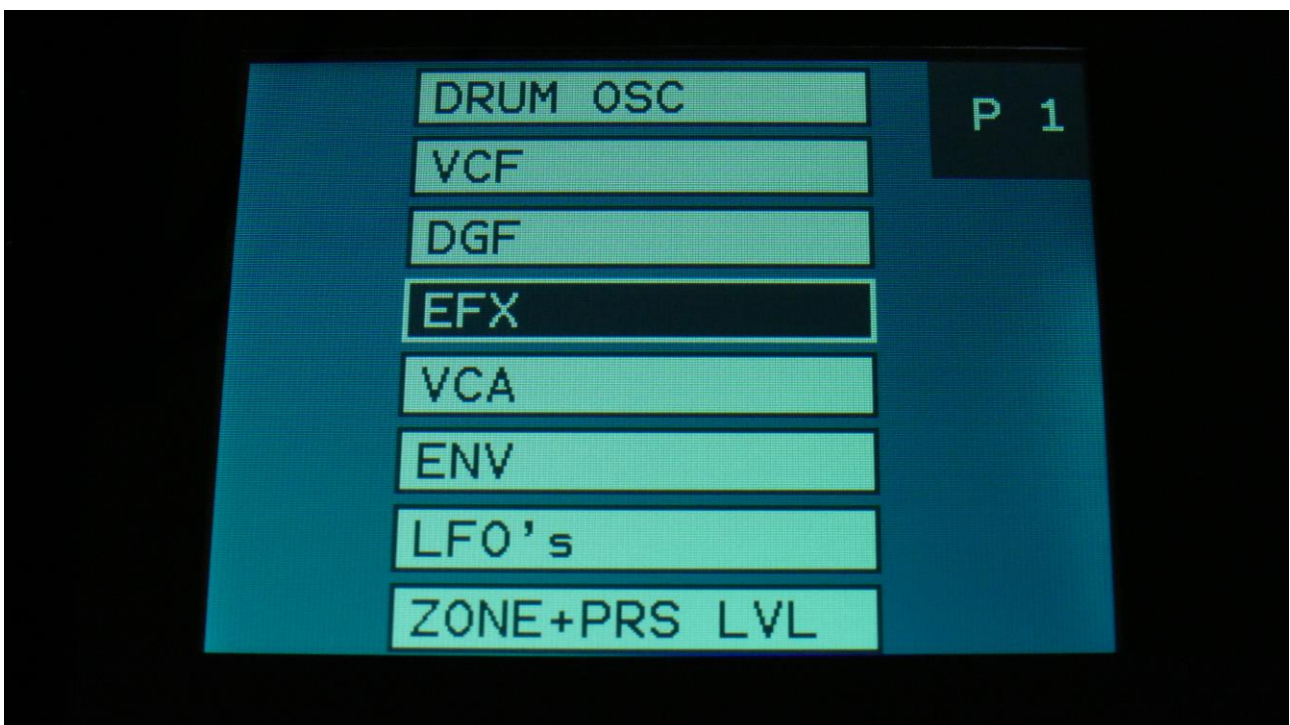 DRUM OSC
P 1
VCF
DGF
EFX
VCA
ENV
LFO's
ZONE+PRS LVL